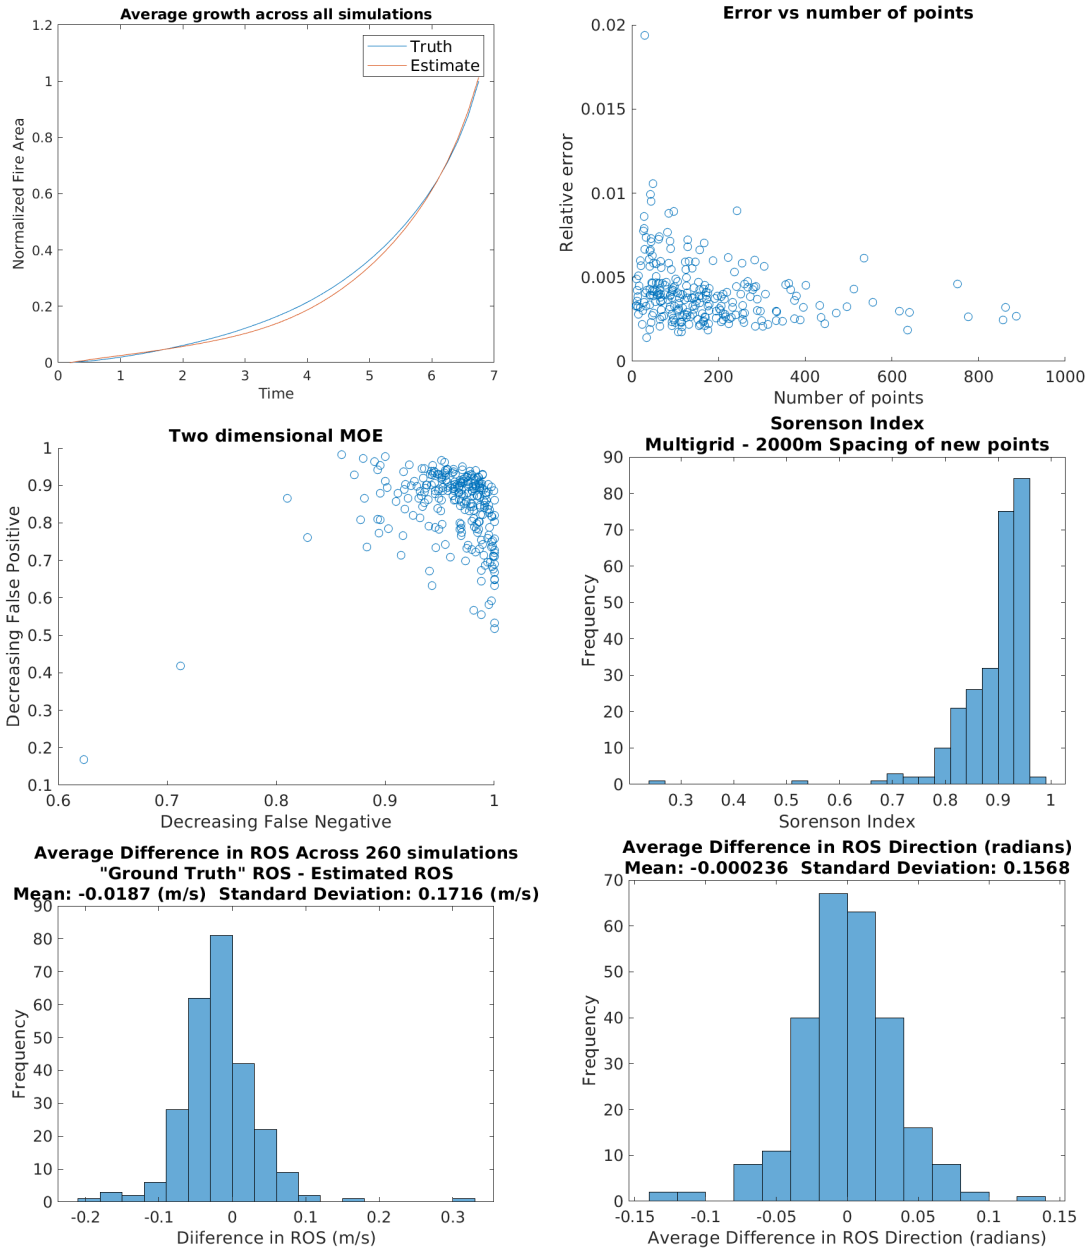 Average growth across all simulations
1.2
1
0.8
0.6
0.4
0.2
0
Normalized Fire Area
Truth
Estimate
0 1 2 3 4 5 6 7
Time
Error vs number of points
0.02
0.015
0.01
0.005
0
Relative error
0 200 400 600 800 1000
Number of points
Two dimensional MOE
1
0.9
0.8
0.7
0.6
0.5
0.4
0.3
0.2
0.1
Decreasing False Positive
0.6 0.7 0.8 0.9 1
Decreasing False Negative
Sorenson Index
Multigrid - 2000m Spacing of new points
90
80
70
60
50
40
30
20
10
0
Frequency
0.3 0.4 0.5 0.6 0.7 0.8 0.9 1
Sorenson Index
Average Difference in ROS Across 260 simulations
"Ground Truth" ROS - Estimated ROS
Mean: -0.0187 (m/s) Standard Deviation: 0.1716 (m/s)
90
80
70
60
50
40
30
20
10
0
Frequency
-0.2 -0.1 0 0.1 0.2 0.3
Diifference in ROS (m/s)
Average Difference in ROS Direction (radians)
Mean: -0.000236 Standard Deviation: 0.1568
70
60
50
40
30
20
10
0
Frequency
-0.15 -0.1 -0.05 0 0.05 0.1 0.15
Average Difference in ROS Direction (radians)